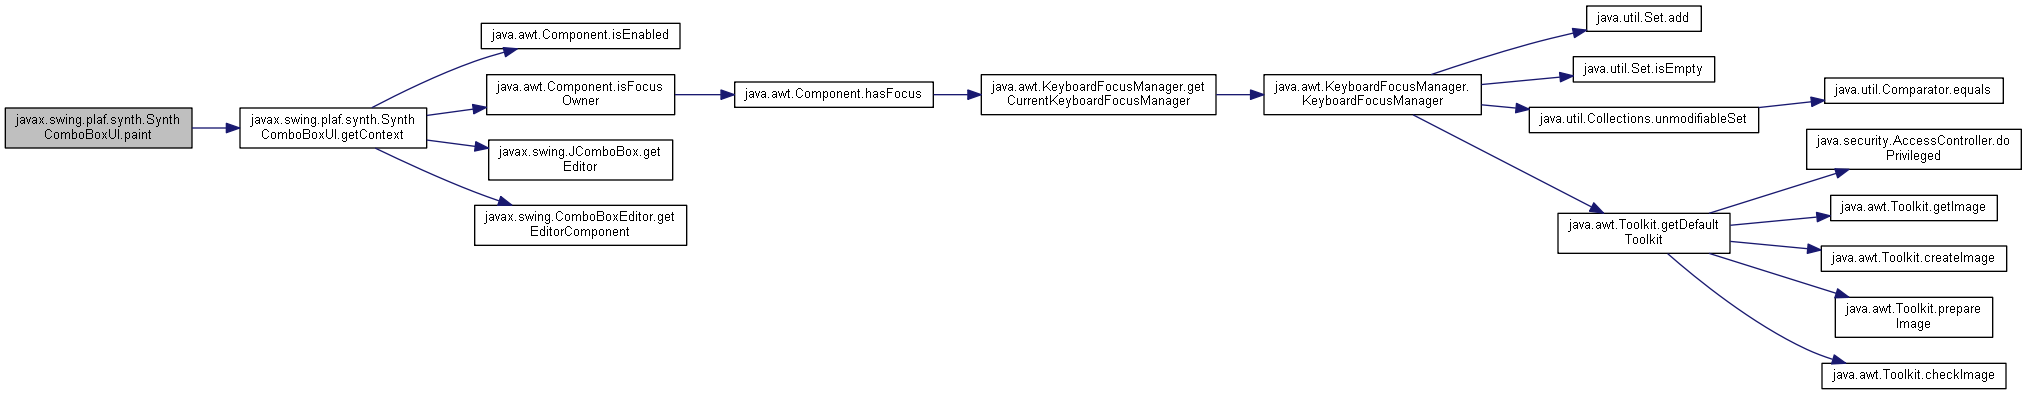 javax.swing.plaf.synth.Synth
ComboBoxUI.paint
javax.swing.plaf.synth.Synth
ComboBoxUI.getContext
java.awt.Component.isEnabled
java.awt.Component.isFocus
Owner
javax.swing.JComboBox.get
Editor
javax.swing.ComboBoxEditor.get
EditorComponent
java.awt.Component.hasFocus
java.awt.KeyboardFocusManager.get
CurrentKeyboardFocusManager
java.awt.KeyboardFocusManager.
KeyboardFocusManager
java.util.Set.add
java.util.Set.isEmpty
java.util.Collections.unmodifiableSet
java.awt.Toolkit.getDefault
Toolkit
java.util.Comparator.equals
java.security.AccessController.do
Privileged
java.awt.Toolkit.getImage
java.awt.Toolkit.createImage
java.awt.Toolkit.prepare
Image
java.awt.Toolkit.checkImage